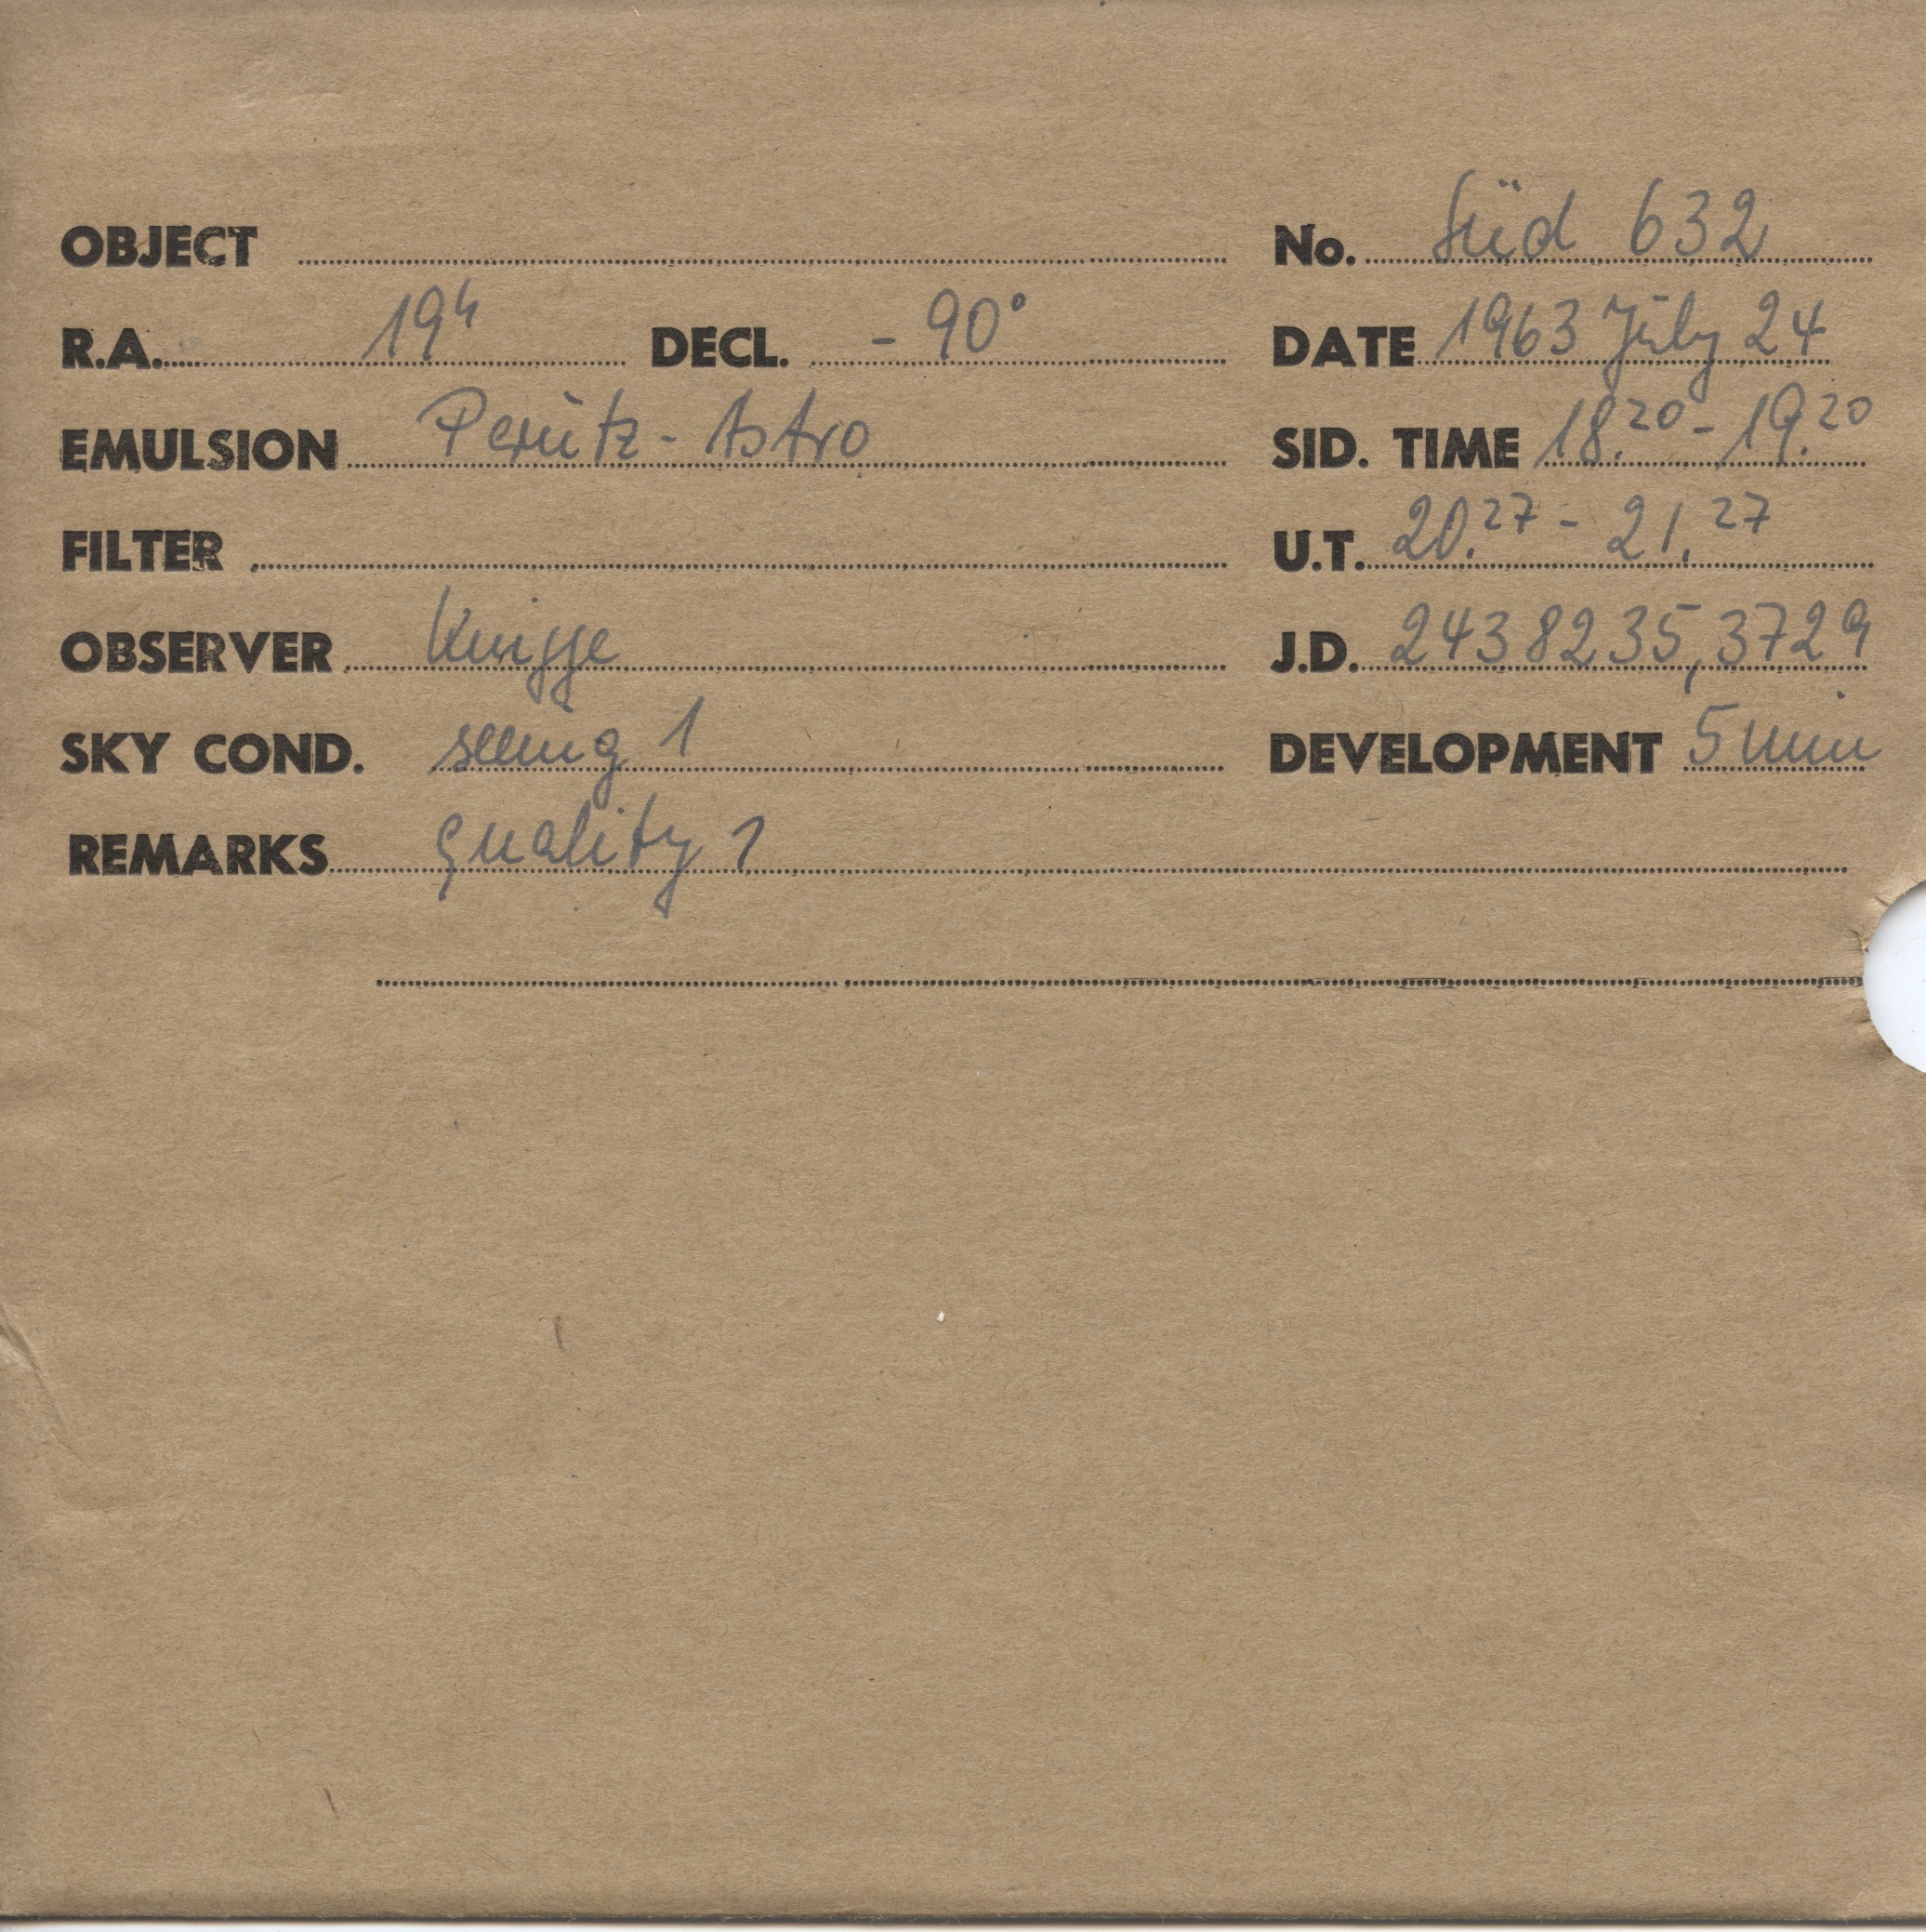 OBJECT No. Süd 632
R.A. 19h DECL. - 90° DATE 1963 July 24
EMULSION Perutz - Astro SID. TIME 18.20 - 19.20
FILTER U.T. 20.27 - 21.27
OBSERVER Knigge J.D. 2438235,3729
SKY COND. seeing 1 DEVELOPMENT 5 min
REMARKS quality 1